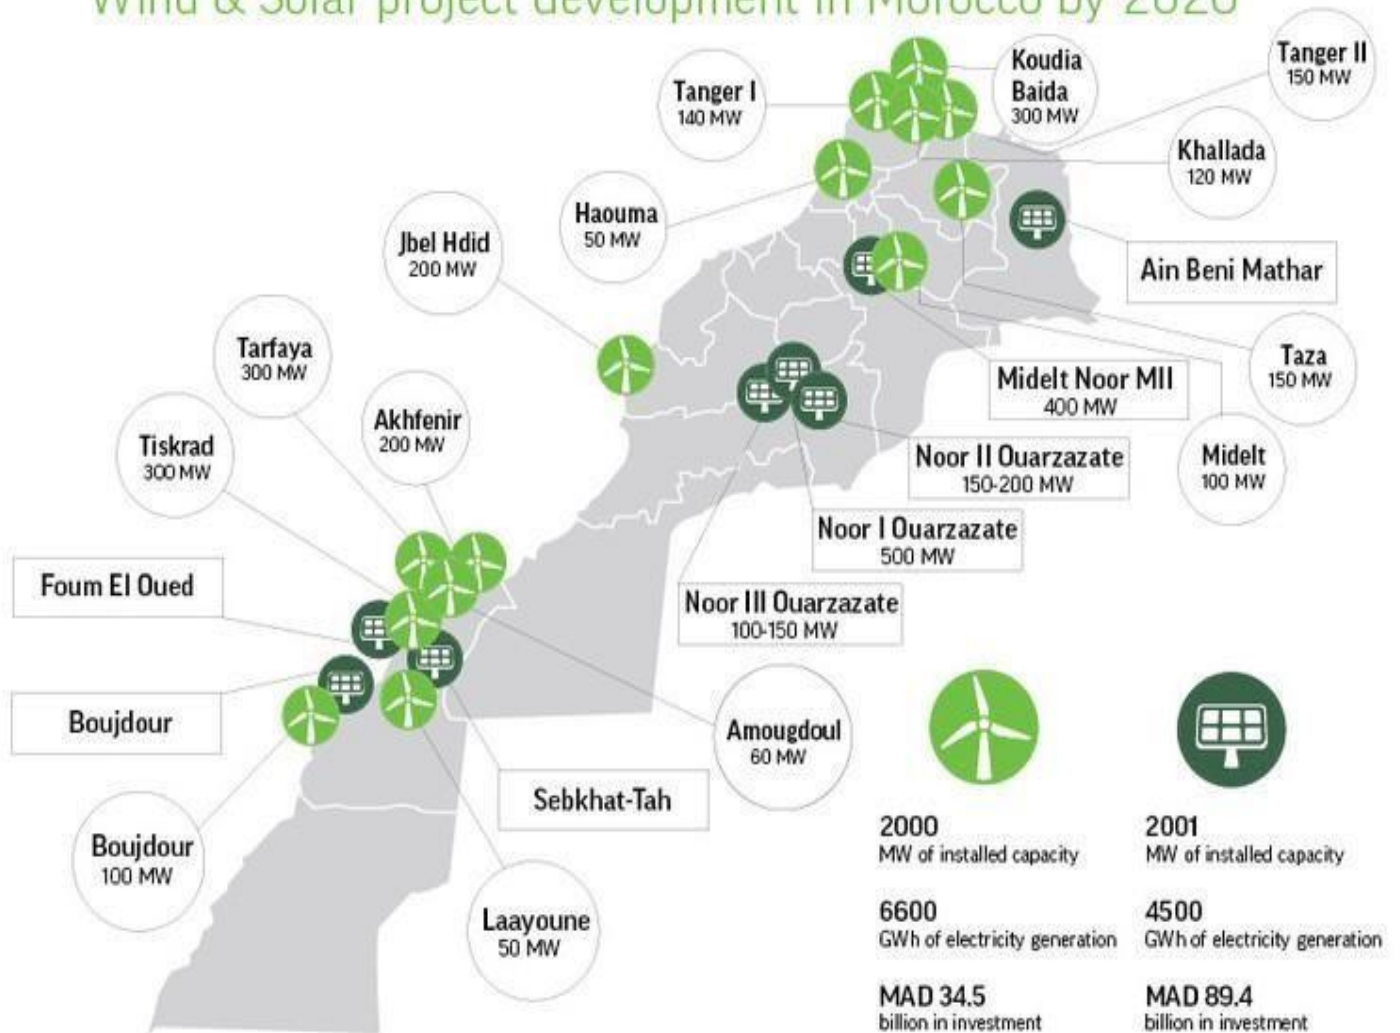 Wind & Solar project development in Morocco by 2020
Tanger I
140 MW
Koudia
Baida
300 MW
Tanger II
150 MW
Khallada
120 MW
Haouma
50 MW
Jbel Hdid
200 MW
Ain Beni Mathar
Tarfaya
300 MW
Taza
150 MW
Midelt Noor MII
400 MW
Akhfenir
200 MW
Tiskrad
300 MW
Noor II Ouarzazate
150-200 MW
Midelt
100 MW
Noor I Ouarzazate
500 MW
Foum El Oued
Noor III Ouarzazate
100-150 MW
Boujdour
Amougdoul
60 MW
Sebkhat-Tah
Boujdour
100 MW
Laayoune
50 MW
2000
MW of installed capacity
6600
GWh of electricity generation
MAD 34.5
billion in investment
2001
MW of installed capacity
4500
GWh of electricity generation
MAD 89.4
billion in investment